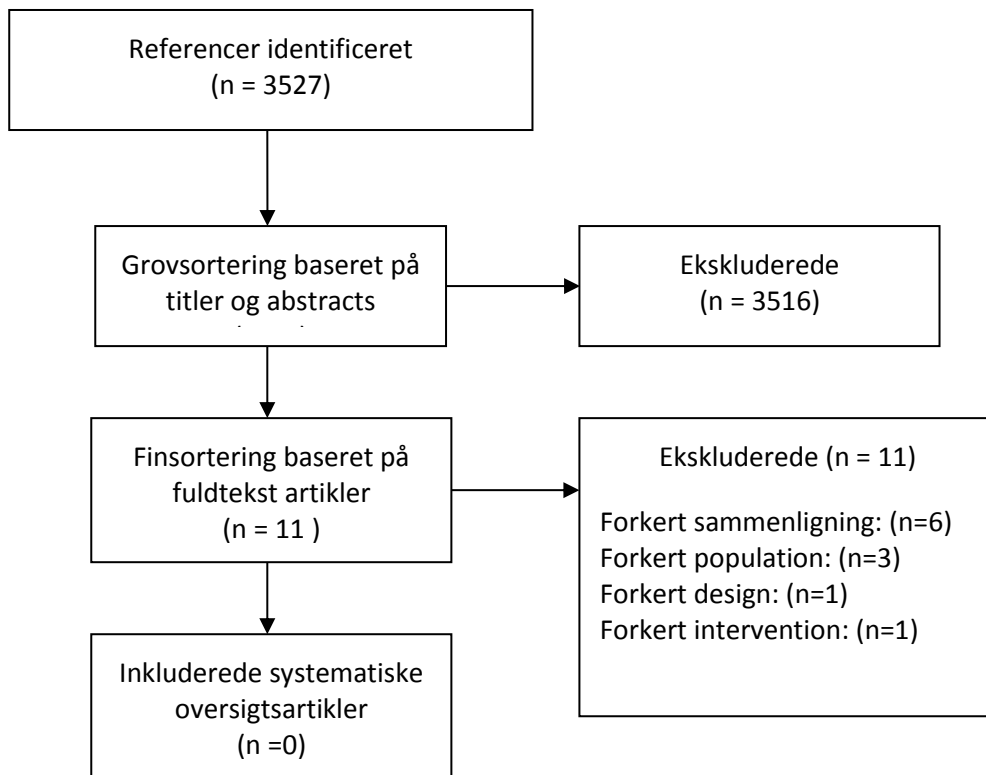 Referencer identificeret
(n = 3527)
Grovsortering baseret på
titler og abstracts
Ekskluderede
(n = 3516)
Finsortering baseret på
fuldtekst artikler
(n = 11 )
Ekskluderede (n = 11)
Forkert sammenligning: (n=6)
Forkert population: (n=3)
Forkert design: (n=1)
Forkert intervention: (n=1)
Inkluderede systematiske
oversigtsartikler
(n =0)